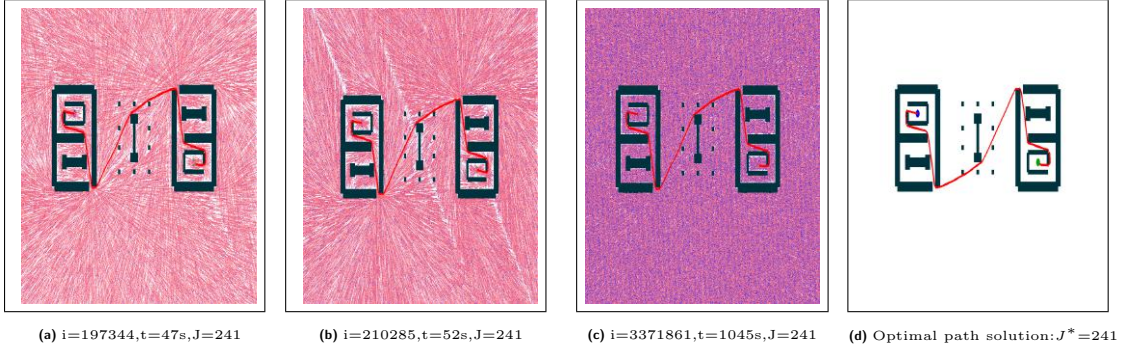 (a) i=197344,t=47s,J=241
(b) i=210285,t=52s,J=241
(c) i=3371861,t=1045s,J=241
(d) Optimal path solution:J*=241